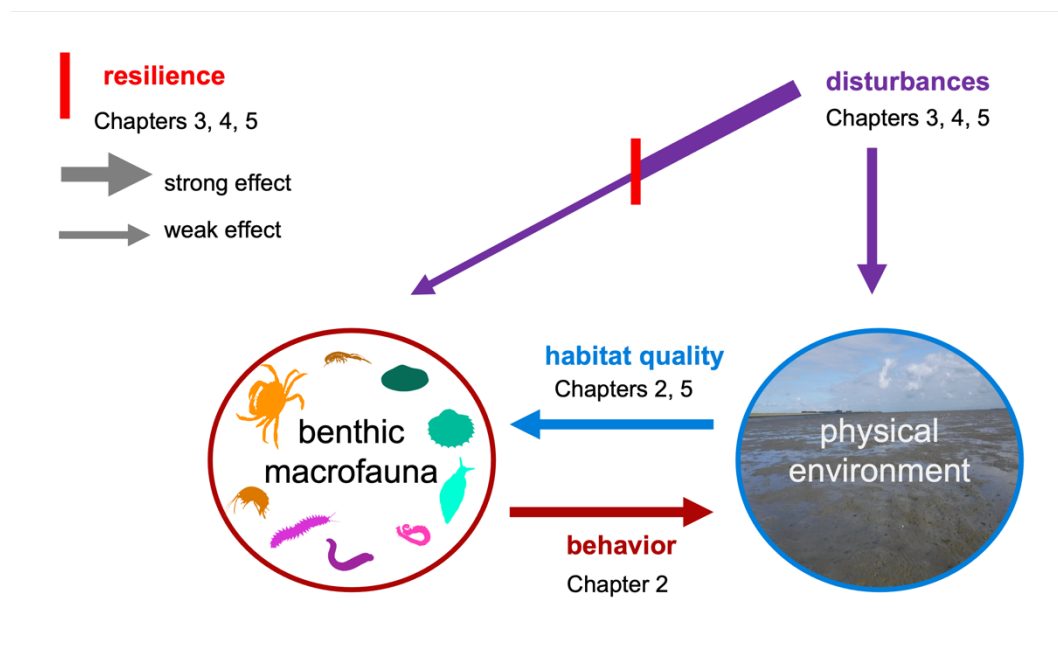 resilience
Chapters 3, 4, 5
strong effect
weak effect
disturbances
Chapters 3, 4, 5
habitat quality
Chapters 2, 5
benthic
macrofauna
physical
environment
behavior
Chapter 2